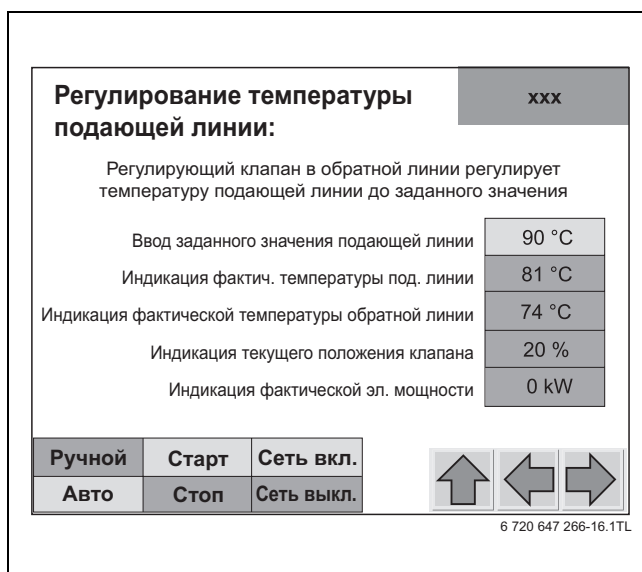 Регулирование температуры
подающей линии:
xxx
Регулирующий клапан в обратной линии регулирует
температуру подающей линии до заданного значения
Ввод заданного значения подающей линии 90 °C
Индикация фактич. температуры под. линии 81 °C
Индикация фактической температуры обратной линии 74 °C
Индикация текущего положения клапана 20 %
Индикация фактической эл. мощности 0 kW
Ручной Старт Сеть вкл.
Авто Стоп Сеть выкл.
6 720 647 266-16.1TL